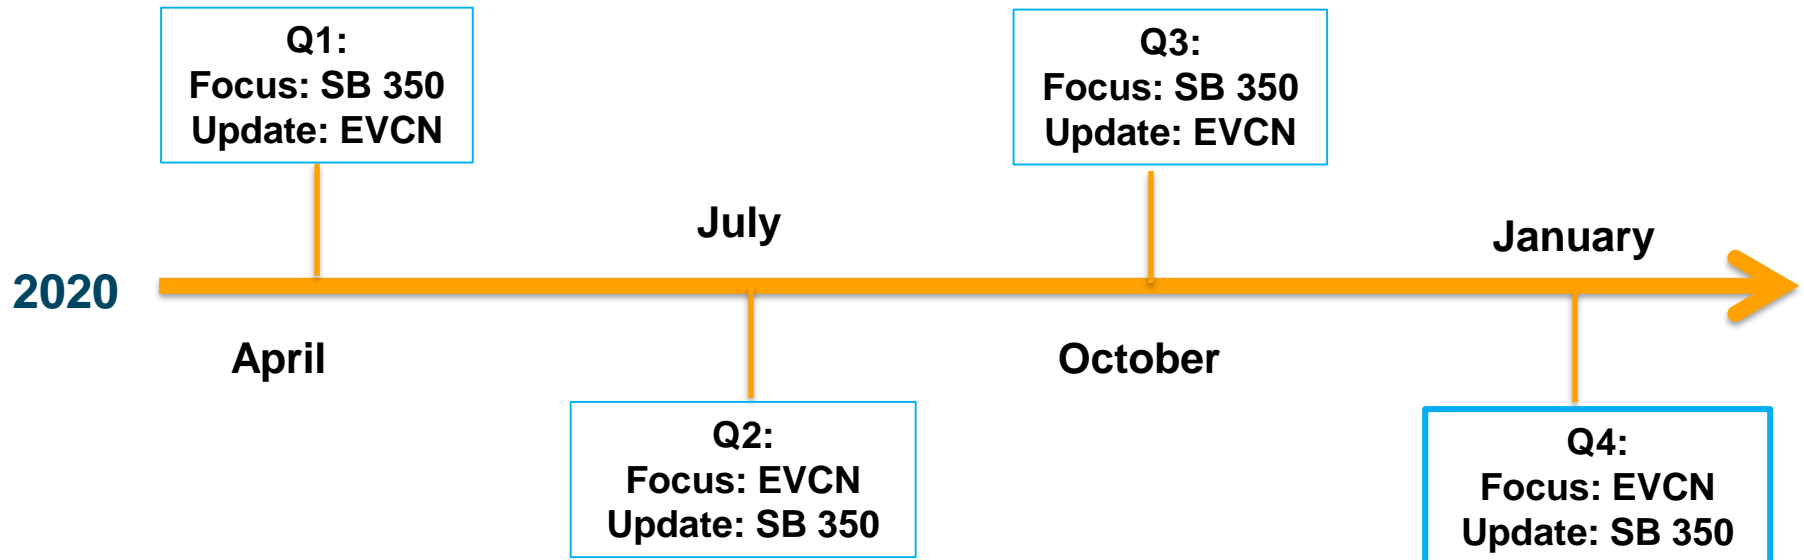 Q1:
Focus: SB 350
Update: EVCN
Q3:
Focus: SB 350
Update: EVCN
July
January
2020
April
October
Q2:
Focus: EVCN
Update: SB 350
Q4:
Focus: EVCN
Update: SB 350